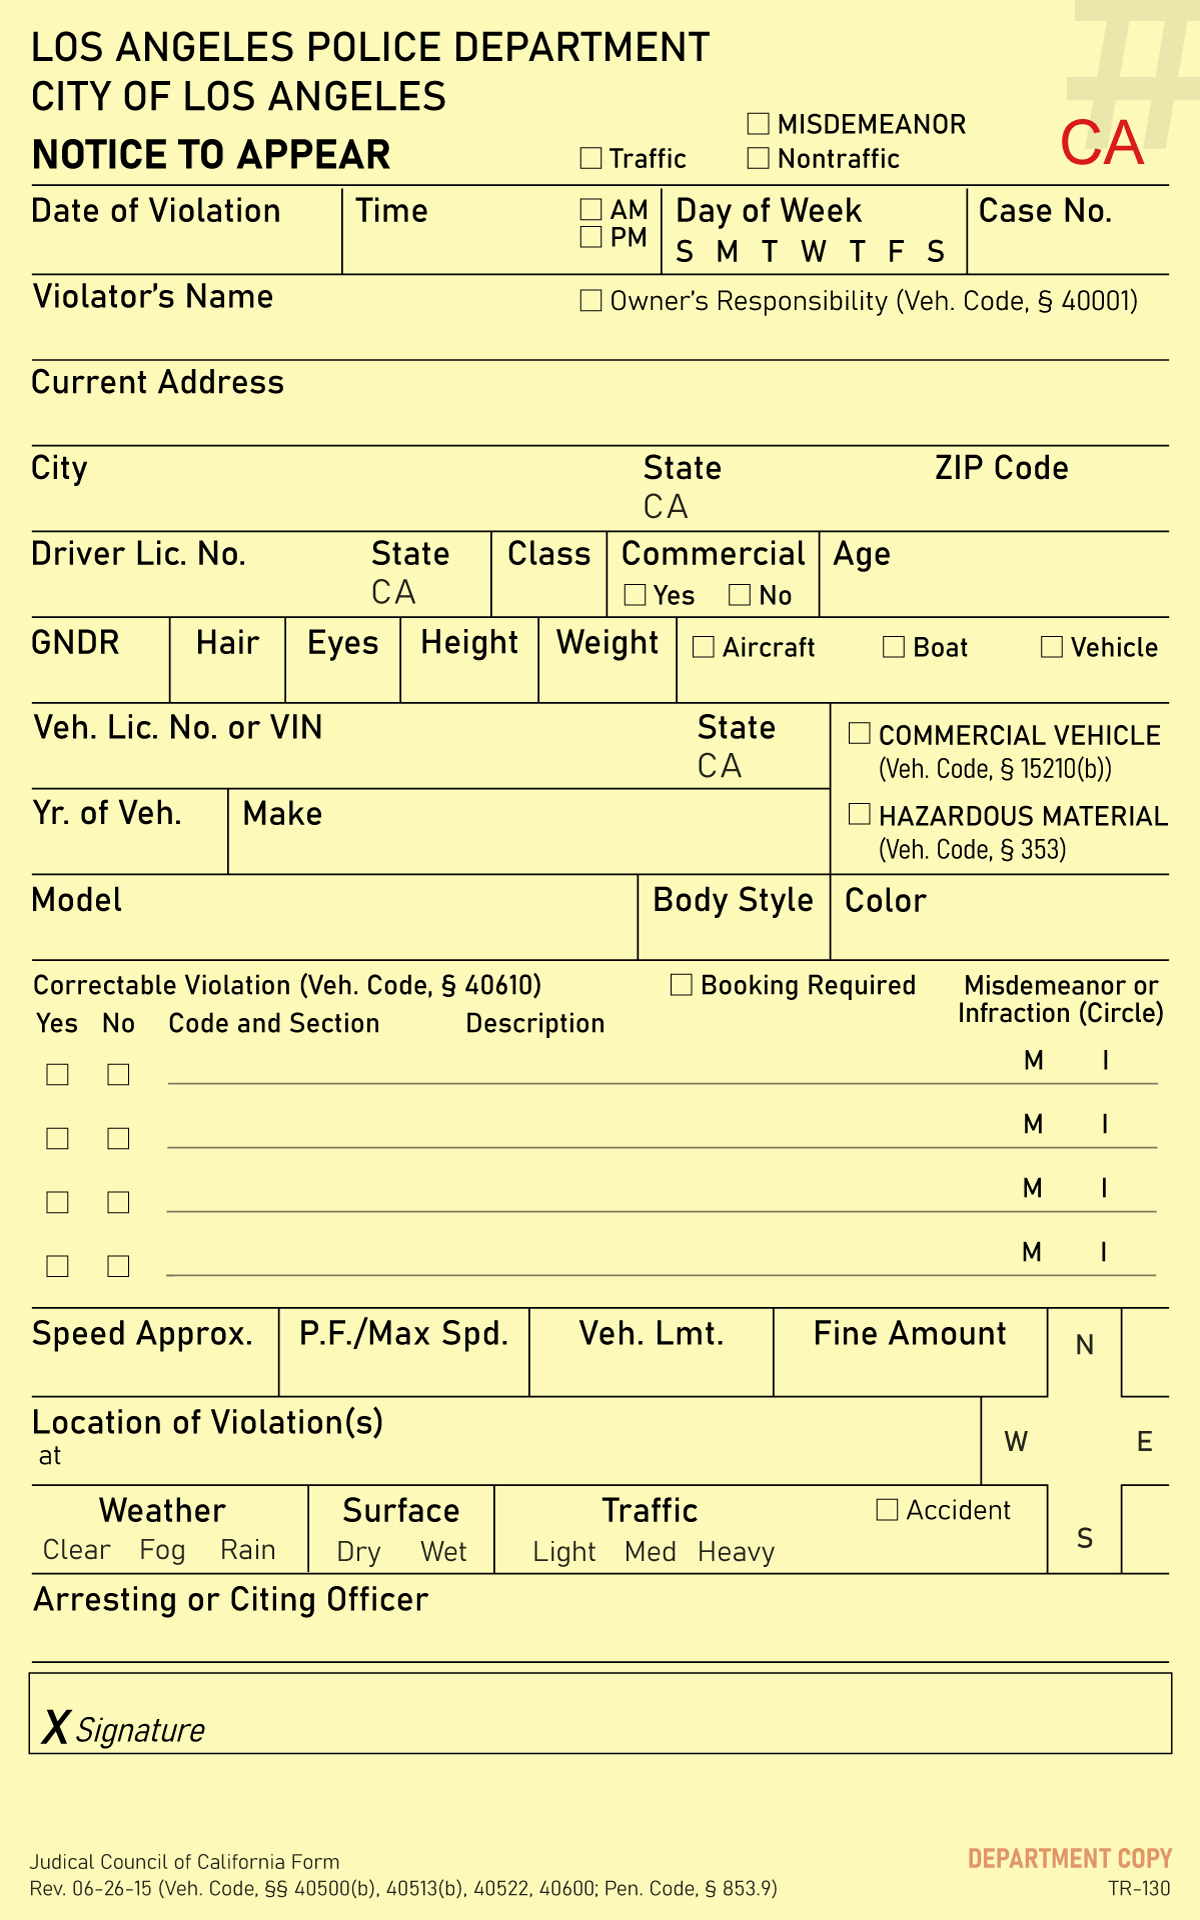 #
LOS ANGELES POLICE DEPARTMENT
CITY OF LOS ANGELES
☐ MISDEMEANOR
CA
NOTICE TO APPEAR ☐ Traffic ☐ Nontraffic
Date of Violation Time ☐ AM Day of Week Case No.
☐ PM S M T W T F S
Violator’s Name ☐ Owner’s Responsibility (Veh. Code, § 40001)
Current Address
City State ZIP Code
CA
Driver Lic. No. State Class Commercial Age
CA ☐ Yes ☐ No
GNDR Hair Eyes Height Weight ☐ Aircraft ☐ Boat ☐ Vehicle
Veh. Lic. No. or VIN State ☐ COMMERCIAL VEHICLE
CA (Veh. Code, § 15210(b))
Yr. of Veh. Make ☐ HAZARDOUS MATERIAL
(Veh. Code, § 353)
Model Body Style Color
Correctable Violation (Veh. Code, § 40610) ☐ Booking Required Misdemeanor or
Infraction (Circle)
Yes No Code and Section Description
☐ ☐ M I
☐ ☐ M I
☐ ☐ M I
☐ ☐ M I
Speed Approx. P.F./Max Spd. Veh. Lmt. Fine Amount N
Location of Violation(s)
at W E
Weather Surface Traffic ☐ Accident
Clear Fog Rain Dry Wet Light Med Heavy S
Arresting or Citing Officer
X Signature
Judical Council of California Form DEPARTMENT COPY
Rev. 06-26-15 (Veh. Code, §§ 40500(b), 40513(b), 40522, 40600; Pen. Code, § 853.9) TR-130